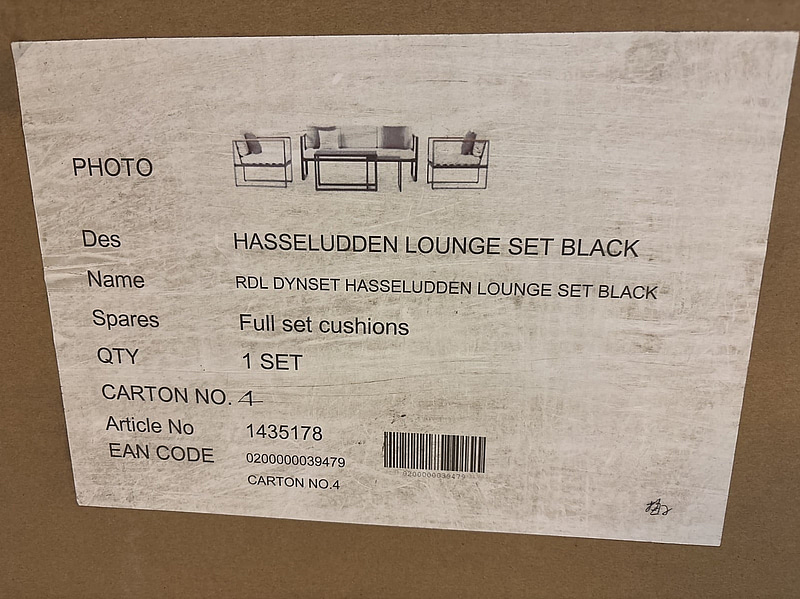 PHOTO
Des HASSELUDDEN LOUNGE SET BLACK
Name RDL DYNSET HASSELUDDEN LOUNGE SET BLACK
Spares Full set cushions
QTY 1 SET
CARTON NO. 4
Article No 1435178
EAN CODE 0200000039479
0200000039479
CARTON NO.4